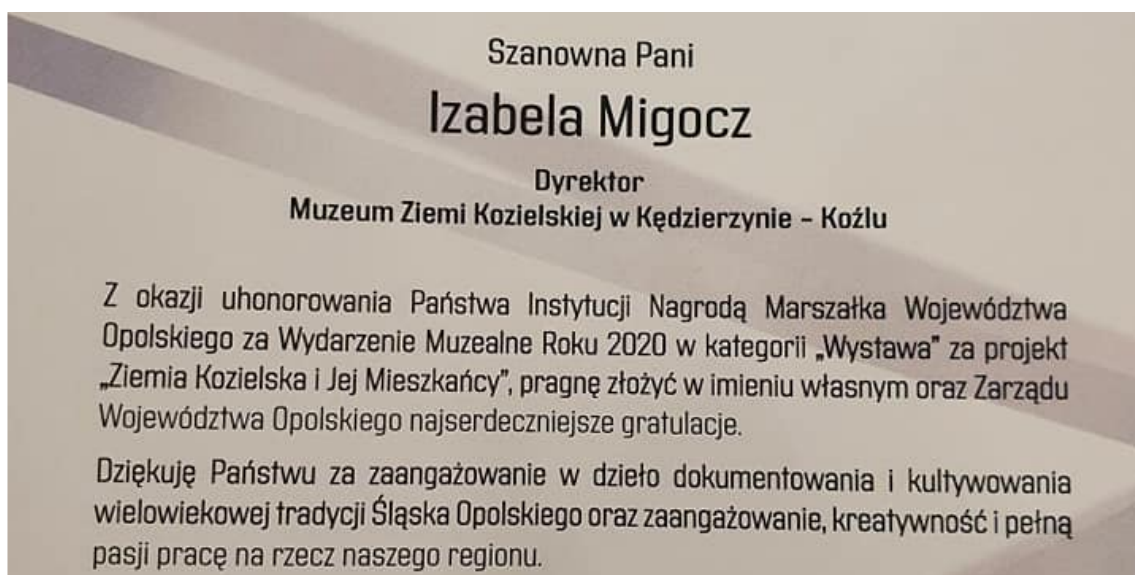 Szanowna Pani
Izabela Migocz
Dyrektor
Muzeum Ziemi Kozielskiej w Kędzierzynie – Koźlu
Z okazji uhonorowania Państwa Instytucji Nagrodą Marszałka Województwa
Opolskiego za Wydarzenie Muzealne Roku 2020 w kategorii „Wystawa” za projekt
„Ziemia Kozielska i Jej Mieszkańcy”, pragnę złożyć w imieniu własnym oraz Zarządu
Województwa Opolskiego najserdeczniejsze gratulacje.
Dziękuję Państwu za zaangażowanie w dzieło dokumentowania i kultywowania
wielowiekowej tradycji Śląska Opolskiego oraz zaangażowanie, kreatywność i pełną
pasji pracę na rzecz naszego regionu.